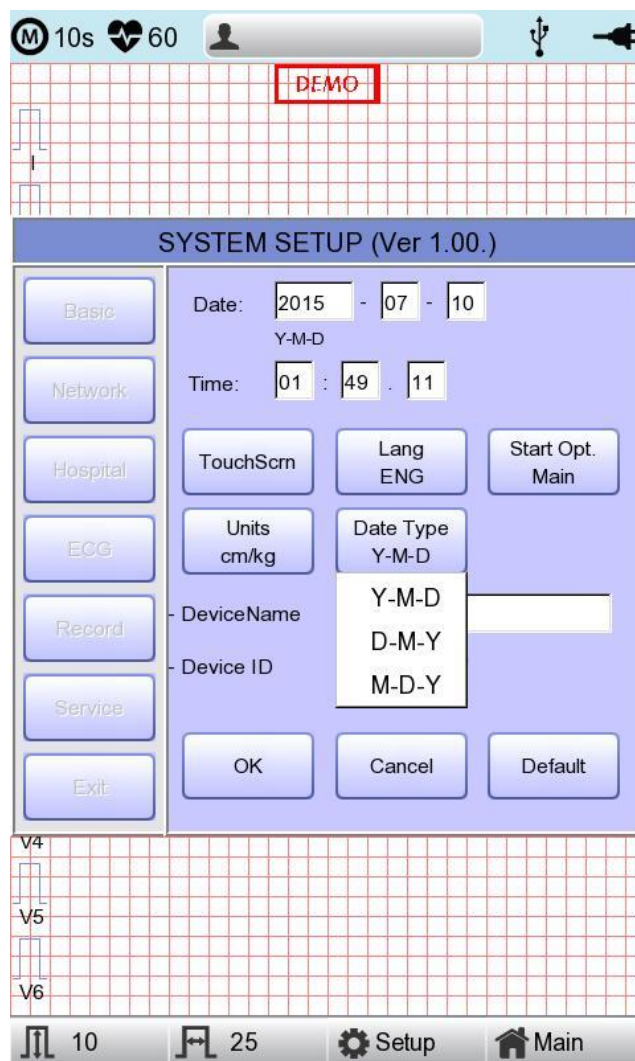 M 10s 60
DEMO
I
SYSTEM SETUP (Ver 1.00.)
Basic
Network
Hospital
ECG
Record
Service
Exit
Date: 2015 - 07 - 10
Y-M-D
Time: 01 : 49 . 11
TouchScrn
Lang
ENG
Start Opt.
Main
Units
cm/kg
Date Type
Y-M-D
Y-M-D
D-M-Y
M-D-Y
- DeviceName
- Device ID
OK
Cancel
Default
V4
V5
V6
10
25
Setup
Main